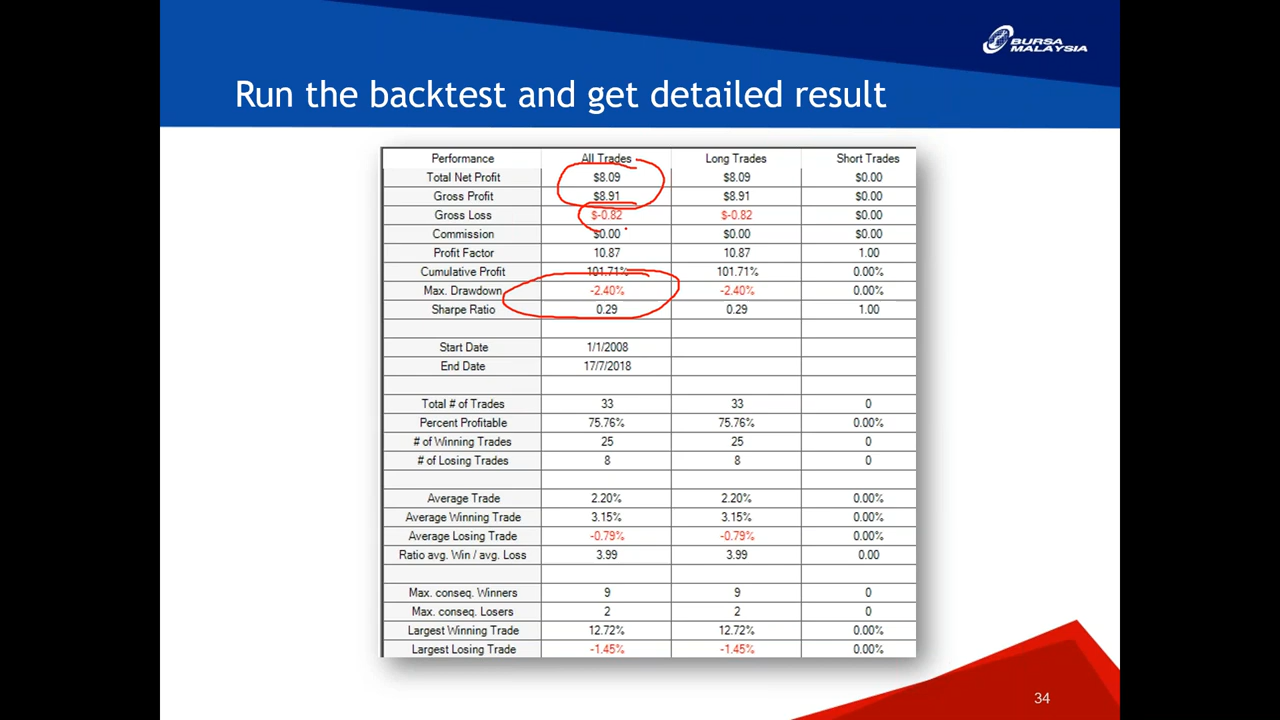 BURSA
MALAYSIA
Run the backtest and get detailed result
Performance All Trades Long Trades Short Trades
Total Net Profit $8.09 $8.09 $0.00
Gross Profit $8.91 $8.91 $0.00
Gross Loss $-0.82 $-0.82 $0.00
Commission $0.00 $0.00 $0.00
Profit Factor 10.87 10.87 1.00
Cumulative Profit 101.71% 101.71% 0.00%
Max. Drawdown -2.40% -2.40% 0.00%
Sharpe Ratio 0.29 0.29 1.00
Start Date 1/1/2008
End Date 17/7/2018
Total # of Trades 33 33 0
Percent Profitable 75.76% 75.76% 0.00%
# of Winning Trades 25 25 0
# of Losing Trades 8 8 0
Average Trade 2.20% 2.20% 0.00%
Average Winning Trade 3.15% 3.15% 0.00%
Average Losing Trade -0.79% -0.79% 0.00%
Ratio avg. Win / avg. Loss 3.99 3.99 0.00
Max. conseq. Winners 9 9 0
Max. conseq. Losers 2 2 0
Largest Winning Trade 12.72% 12.72% 0.00%
Largest Losing Trade -1.45% -1.45% 0.00%
34